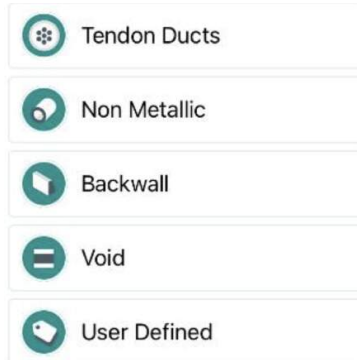 Tendon Ducts
Non Metallic
Backwall
Void
User Defined